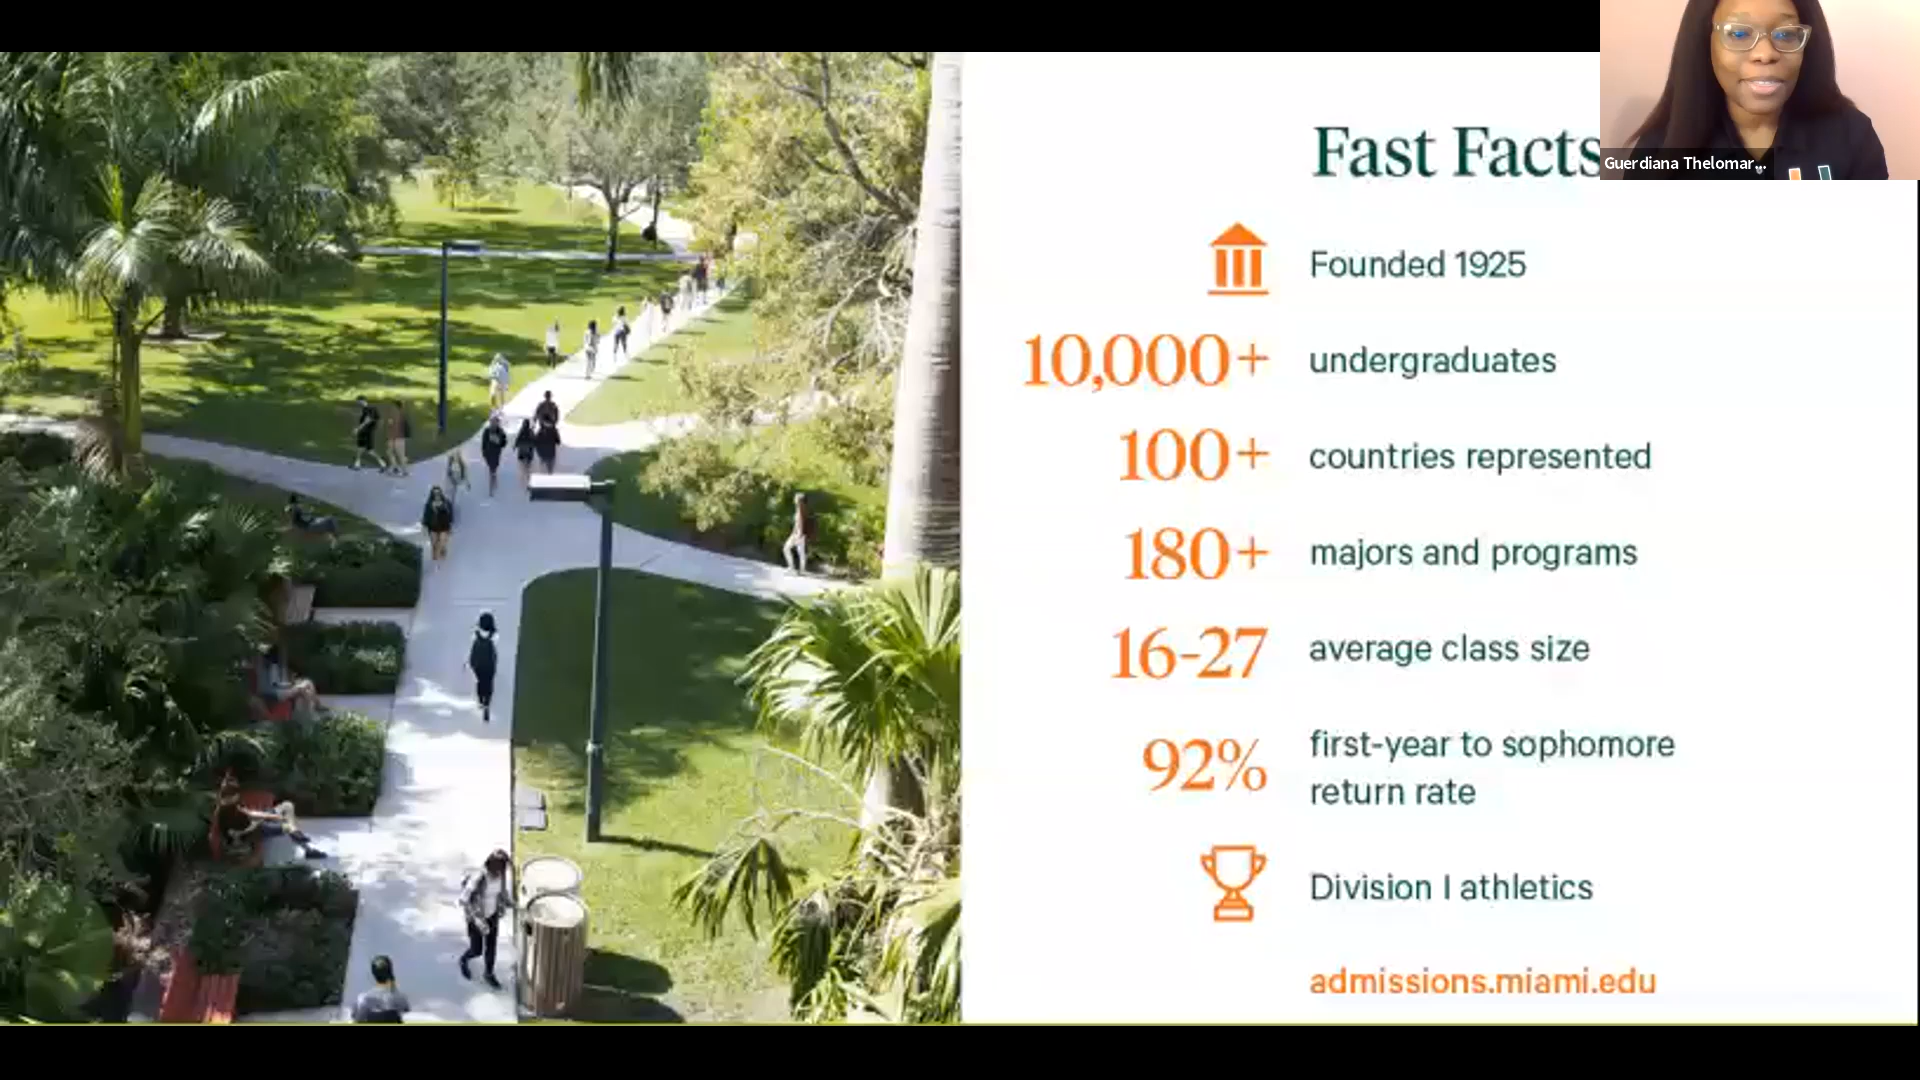 Fast Facts
Guerdiana Thelomar...
Founded 1925
10,000+ undergraduates
100+ countries represented
180+ majors and programs
16-27 average class size
92% first-year to sophomore
return rate
Division I athletics
admissions.miami.edu